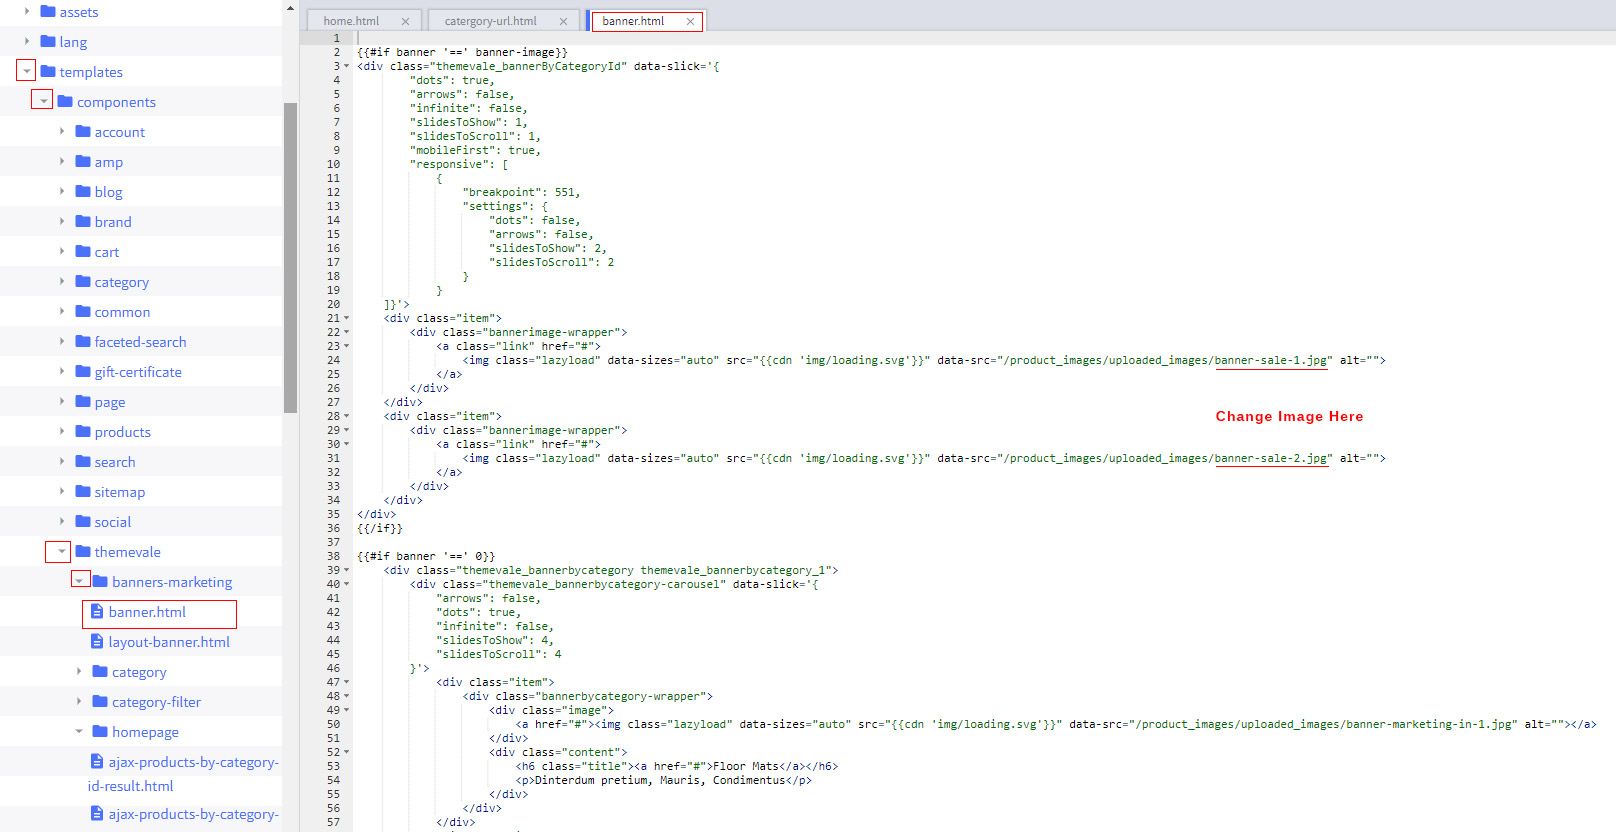 assets
lang
templates
components
account
amp
blog
brand
cart
category
common
faceted-search
gift-certificate
page
products
search
sitemap
social
themevale
banners-marketing
banner.html
layout-banner.html
category
category-filter
homepage
ajax-products-by-category-
id-result.html
ajax-products-by-category-
home.html ×
catergory-url.html ×
banner.html ×
1
2 {{#if banner '==' banner-image}}
3 <div class="themevale_bannerByCategoryId" data-slick='{
4 "dots": true,
5 "arrows": false,
6 "infinite": false,
7 "slidesToShow": 1,
8 "slidesToScroll": 1,
9 "mobileFirst": true,
10 "responsive": [
11 {
12 "breakpoint": 551,
13 "settings": {
14 "dots": false,
15 "arrows": false,
16 "slidesToShow": 2,
17 "slidesToScroll": 2
18 }
19 }
20 ]}'>
21 <div class="item">
22 <div class="bannerimage-wrapper">
23 <a class="link" href="#">
24 <img class="lazyload" data-sizes="auto" src="{{cdn 'img/loading.svg'}}" data-src="/product_images/uploaded_images/banner-sale-1.jpg" alt="">
25 </a>
26 </div>
27 </div>
28 <div class="item">
Change Image Here
29 <div class="bannerimage-wrapper">
30 <a class="link" href="#">
31 <img class="lazyload" data-sizes="auto" src="{{cdn 'img/loading.svg'}}" data-src="/product_images/uploaded_images/banner-sale-2.jpg" alt="">
32 </a>
33 </div>
34 </div>
35 </div>
36 {{/if}}
37
38 {{#if banner '==' 0}}
39 <div class="themevale_bannerbycategory themevale_bannerbycategory_1">
40 <div class="themevale_bannerbycategory-carousel" data-slick='{
41 "arrows": false,
42 "dots": true,
43 "infinite": false,
44 "slidesToShow": 4,
45 "slidesToScroll": 4
46 }'>
47 <div class="item">
48 <div class="bannerbycategory-wrapper">
49 <div class="image">
50 <a href="#"><img class="lazyload" data-sizes="auto" src="{{cdn 'img/loading.svg'}}" data-src="/product_images/uploaded_images/banner-marketing-in-1.jpg" alt=""></a>
51 </div>
52 <div class="content">
53 <h6 class="title"><a href="#">Floor Mats</a></h6>
54 <p>Dinterdum pretium, Mauris, Condimentus</p>
55 </div>
56 </div>
57 </div>